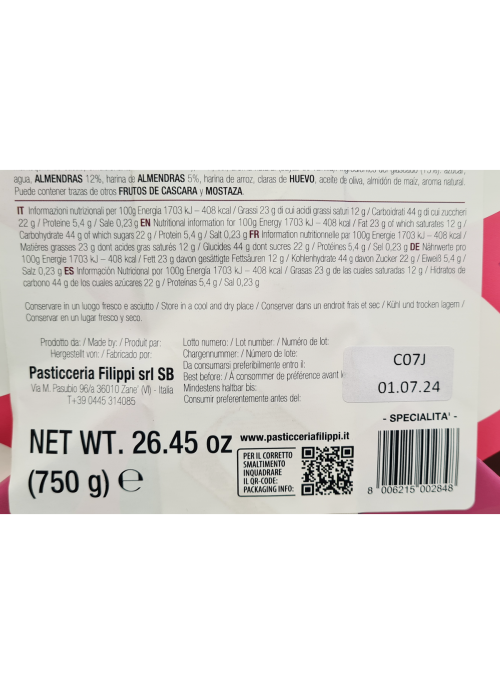 agua, ALMENDRAS 12%, harina de ALMENDRAS 5%, harina de arroz, claras de HUEVO, aceite de oliva, almidón de maíz, aroma natural.
Puede contener trazas de otros FRUTOS DE CASCARA y MOSTAZA.
IT Informazioni nutrizionali per 100g Energia 1703 kJ – 408 kcal / Grassi 23 g di cui acidi grassi saturi 12 g / Carboidrati 44 g di cui zuccheri
22 g / Proteine 5,4 g / Sale 0,23 g EN Nutritional information for 100g Energy 1703 kJ – 408 kcal / Fat 23 g of which saturates 12 g /
Carbohydrate 44 g of which sugars 22 g / Protein 5,4 g / Salt 0,23 g FR Information nutritionnelle par 100g Energie 1703 kJ – 408 kcal /
Matières grasses 23 g dont acides gras saturés 12 g / Glucides 44 g dont sucres 22 g / Protéines 5,4 g / Sel 0,23 g DE Nährwerte pro
100g Energie 1703 kJ – 408 kcal / Fett 23 g davon gesättigte Fettsäuren 12 g / Kohlenhydrate 44 g davon Zucker 22 g / Eiweiß 5,4 g /
Salz 0,23 g ES Información Nutricional por 100g Energía 1703 kJ – 408 kcal / Grasas 23 g de las cuales saturadas 12 g / Hidratos de
carbono 44 g de los cuales azúcares 22 g / Proteínas 5,4 g / Sal 0,23 g
Conservare in un luogo fresco e asciutto / Store in a cool and dry place / Conserver dans un endroit frais et sec / Kühl und trocken lagern /
Conservar en un lugar fresco y seco.
Prodotto da: / Made by: / Produit par:
Hergestellt von: / Fabricado por:
Pasticceria Filippi srl SB
Via M. Pasubio 96/a 36010 Zanè (VI) - Italia
T+39 0445 314085
Lotto numero: / Lot number: / Numéro de lot:
Chargennummer: / Número de lote:
Da consumarsi preferibilmente entro il:
Best before: / À consommer de préférence avant le
Mindestens haltbar bis:
Consumir preferentemente antes del:
C07J
01.07.24
- SPECIALITA' -
NET WT. 26.45 oz
(750 g) e
www.pasticceriafilippi.it
PER IL CORRETTO
SMALTIMENTO
INQUADRARE
IL QR-CODE:
PACKAGING INFO:
8 006215 002848